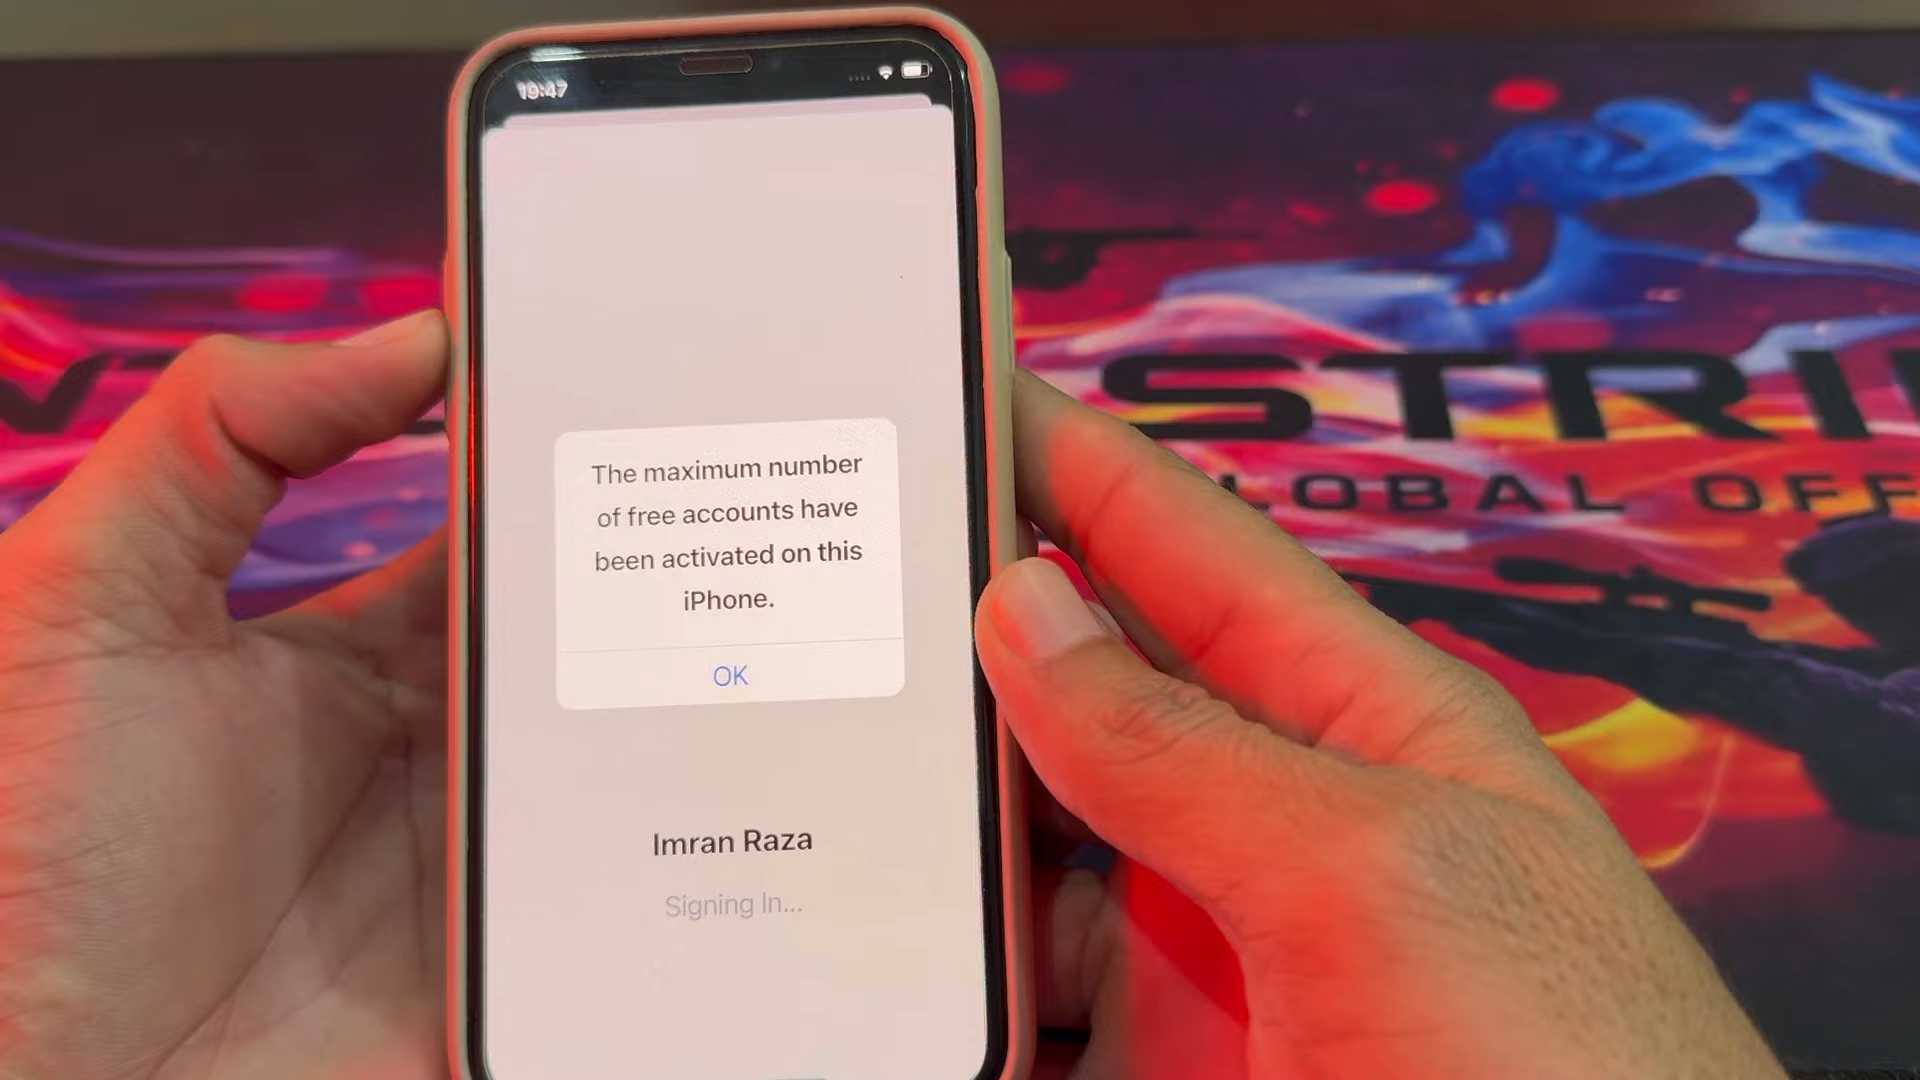 19:47
The maximum number
of free accounts have
been activated on this
iPhone.
OK
Imran Raza
Signing In...
STRI
LOBAL OFF